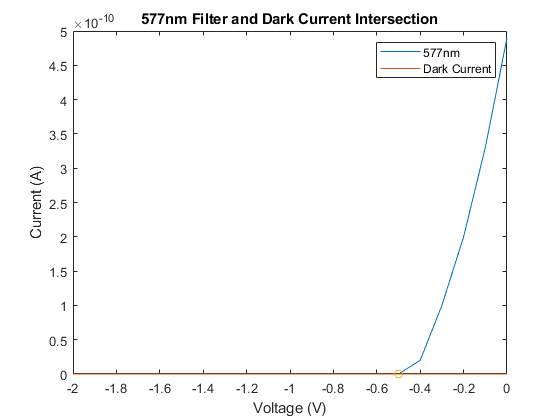 577nm Filter and Dark Current Intersection
×10-10
5
4.5
4
3.5
3
2.5
2
1.5
1
0.5
0
Current (A)
577nm
Dark Current
-2 -1.8 -1.6 -1.4 -1.2 -1 -0.8 -0.6 -0.4 -0.2 0
Voltage (V)